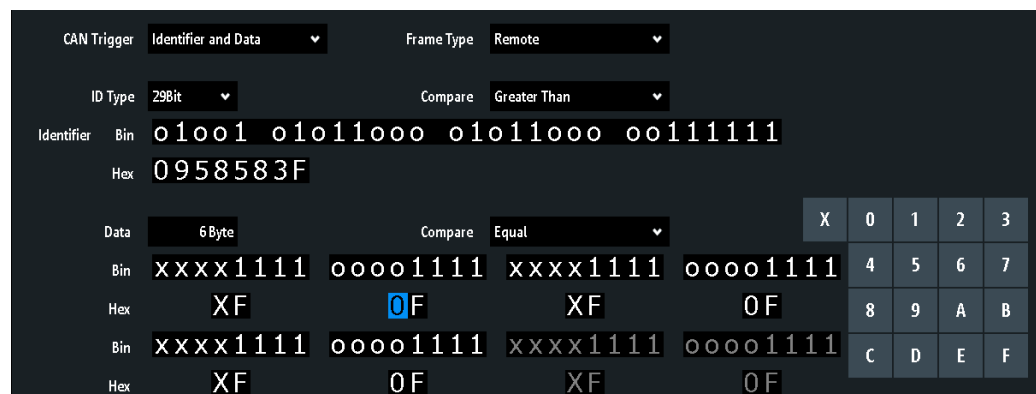 CAN Trigger Identifier and Data Frame Type Remote
ID Type 29Bit Compare Greater Than
Identifier Bin o1oo1 o1o11ooo o1o11ooo oo111111
Hex 0958583F
Data 6 Byte Compare Equal X 0 1 2 3
Bin xxxx1111 oooo1111 xxxx1111 oooo1111 4 5 6 7
Hex XF 0F XF 0F 8 9 A B
Bin xxxx1111 oooo1111 xxxx1111 oooo1111 C D E F
Hex XF 0F XF 0F